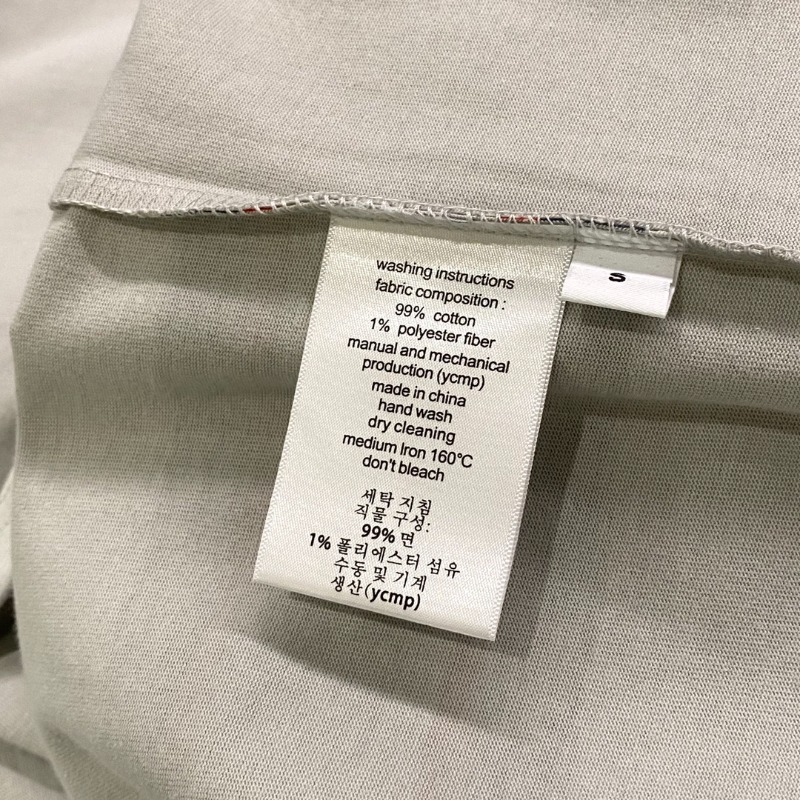 washing instructions
fabric composition :
99% cotton
1% polyester fiber
manual and mechanical
production (ycmp)
made in china
hand wash
dry cleaning
medium Iron 160℃
don't bleach
세탁 지침
직물 구성:
99% 면
1% 폴리에스터 섬유
수동 및 기계
생산(ycmp)
S